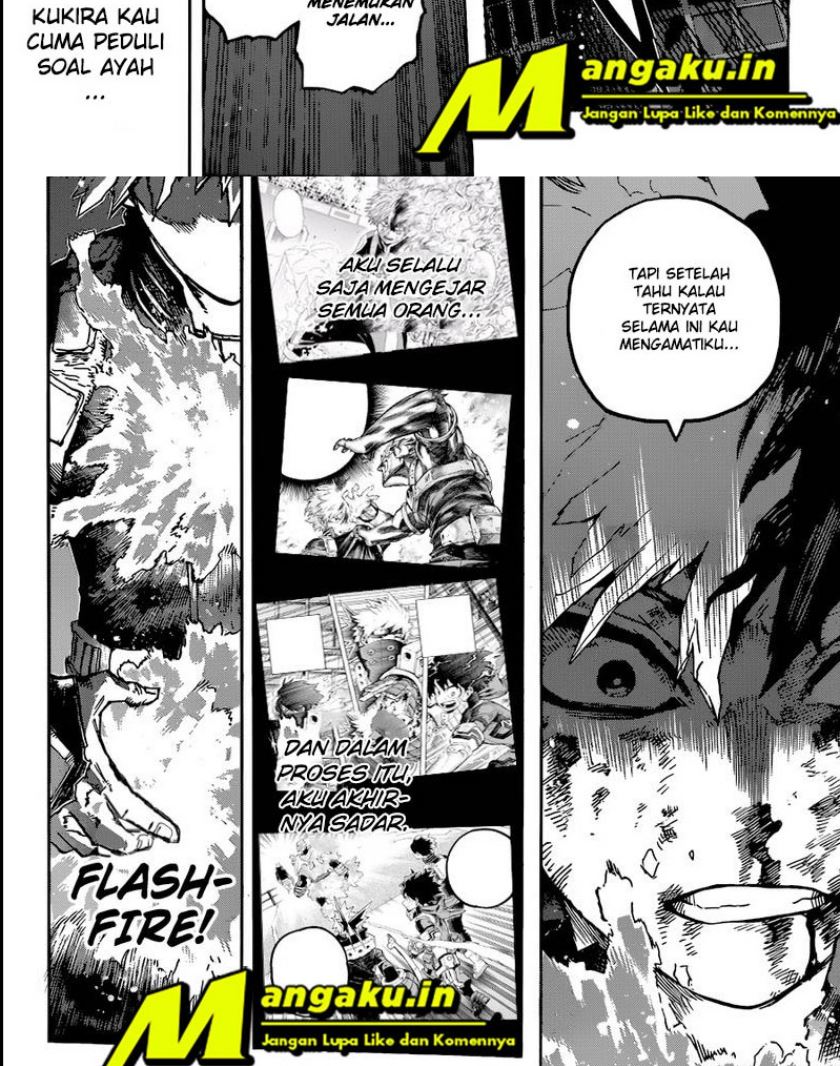 MENEMUKAN
JALAN...
KUKIRA KAU
CUMA PEDULI
SOAL AYAH
...
Mangaku.in
Jangan Lupa Like dan Komennya
TAPI SETELAH
TAHU KALAU
TERNYATA
SELAMA INI KAU
MENGAMATIKU...
AKU SELALU
SAJA MENGEJAR
SEMUA ORANG...
DAN DALAM
PROSES ITU,
AKU AKHIR-
NYA SADAR.
FLASH-
FIRE!
Mangaku.in
Jangan Lupa Like dan Komennya